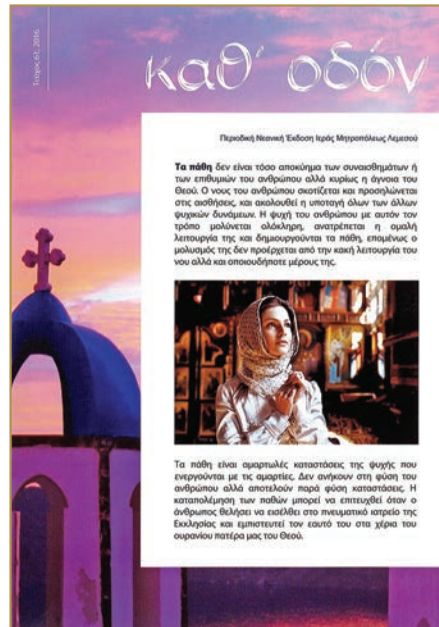 Τεύχος 61, 2016
καθ’ οδόν
Περιοδική Νεανική Έκδοση Ιεράς Μητροπόλεως Λεμεσού
Τα πάθη δεν είναι τόσο αποκύημα των συναισθημάτων ή
των επιθυμιών του ανθρώπου αλλά κυρίως η άγνοια του
Θεού. Ο νους του ανθρώπου σκοτίζεται και προσηλώνεται
στις αισθήσεις, και ακολουθεί η υποταγή όλων των άλλων
ψυχικών δυνάμεων. Η ψυχή του ανθρώπου με αυτόν τον
τρόπο μολύνεται ολόκληρη, ανατρέπεται η ομαλή
λειτουργία της και δημιουργούνται τα πάθη, επομένως ο
μολυσμός της δεν προέρχεται από την κακή λειτουργία του
νου αλλά και οποιουδήποτε μέρους της.
Τα πάθη είναι αμαρτωλές καταστάσεις της ψυχής που
ενεργούνται με τις αμαρτίες. Δεν ανήκουν στη φύση του
ανθρώπου αλλά αποτελούν παρά φύση καταστάσεις. Η
καταπολέμηση των παθών μπορεί να επιτευχθεί όταν ο
άνθρωπος θελήσει να εισέλθει στο πνευματικό ιατρείο της
Εκκλησίας και εμπιστευτεί τον εαυτό του στα χέρια του
ουρανίου πατέρα μας του Θεού.